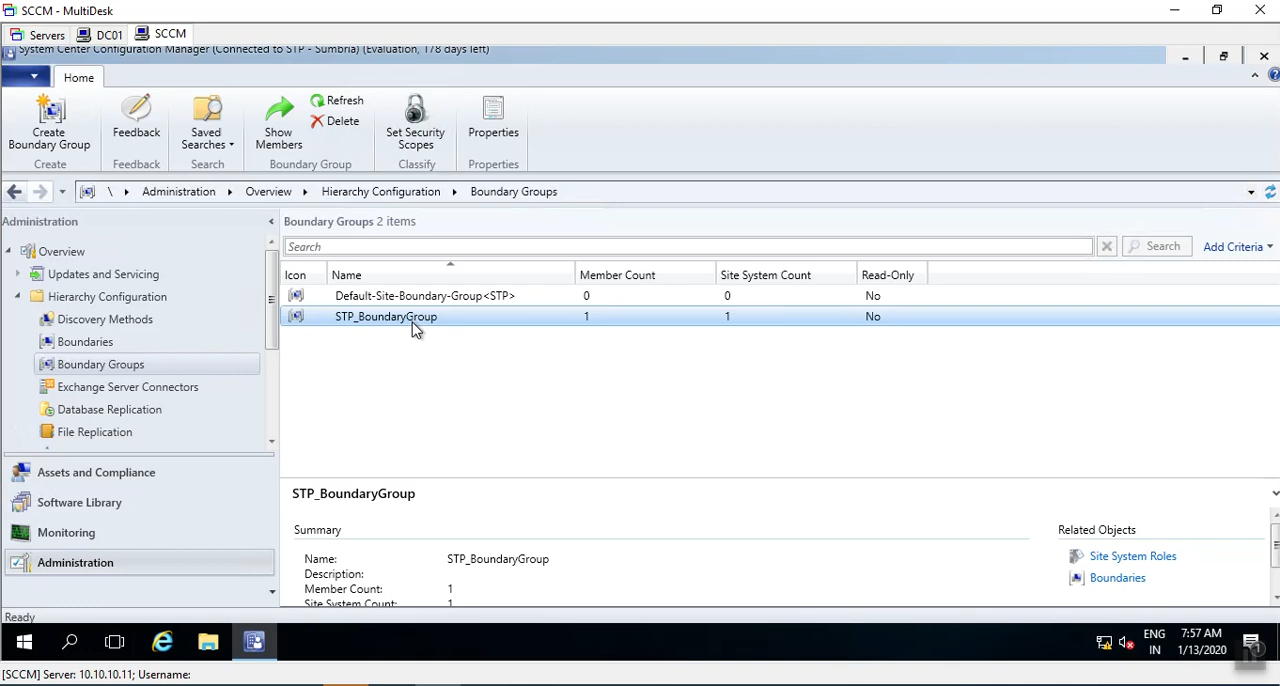 SCCM - MultiDesk
Servers DC01 SCCM
System Center Configuration Manager (Connected to STP - Sumbria) (Evaluation, 178 days left)
Home
Create Boundary Group
Feedback
Saved Searches
Show Members
Refresh
Delete
Set Security Scopes
Properties
Create Feedback Search Boundary Group Classify Properties
\ Administration Overview Hierarchy Configuration Boundary Groups
Administration
Overview
Updates and Servicing
Hierarchy Configuration
Discovery Methods
Boundaries
Boundary Groups
Exchange Server Connectors
Database Replication
File Replication
Assets and Compliance
Software Library
Monitoring
Administration
Boundary Groups 2 items
Search Search Add Criteria
Icon Name Member Count Site System Count Read-Only
Default-Site-Boundary-Group<STP> 0 0 No
STP_BoundaryGroup 1 1 No
STP_BoundaryGroup
Summary
Name: STP_BoundaryGroup
Description:
Member Count: 1
Site System Count: 1
Related Objects
Site System Roles
Boundaries
Ready
ENG 7:57 AM
IN 1/13/2020
[SCCM] Server: 10.10.10.11; Username: